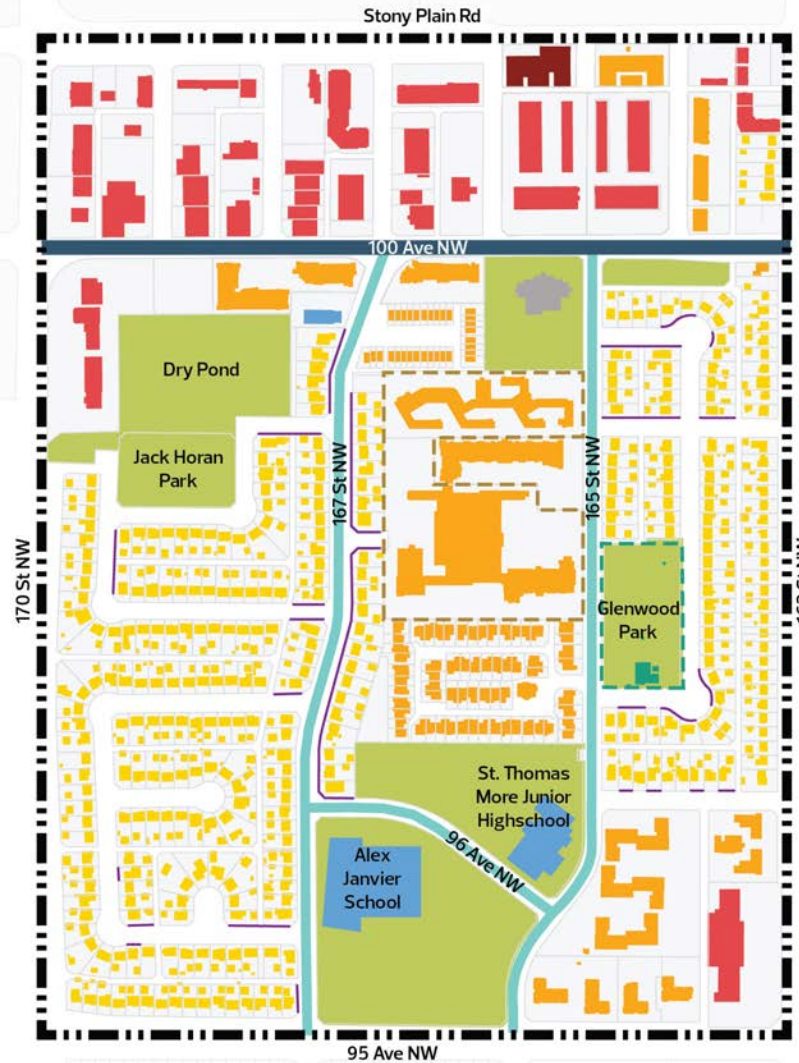 Stony Plain Rd
100 Ave NW
Dry Pond
Jack Horan
Park
167 St NW
165 St NW
170 St NW
Glenwood
Park
St. Thomas
More Junior
Highschool
96 Ave NW
Alex
Janvier
School
95 Ave NW